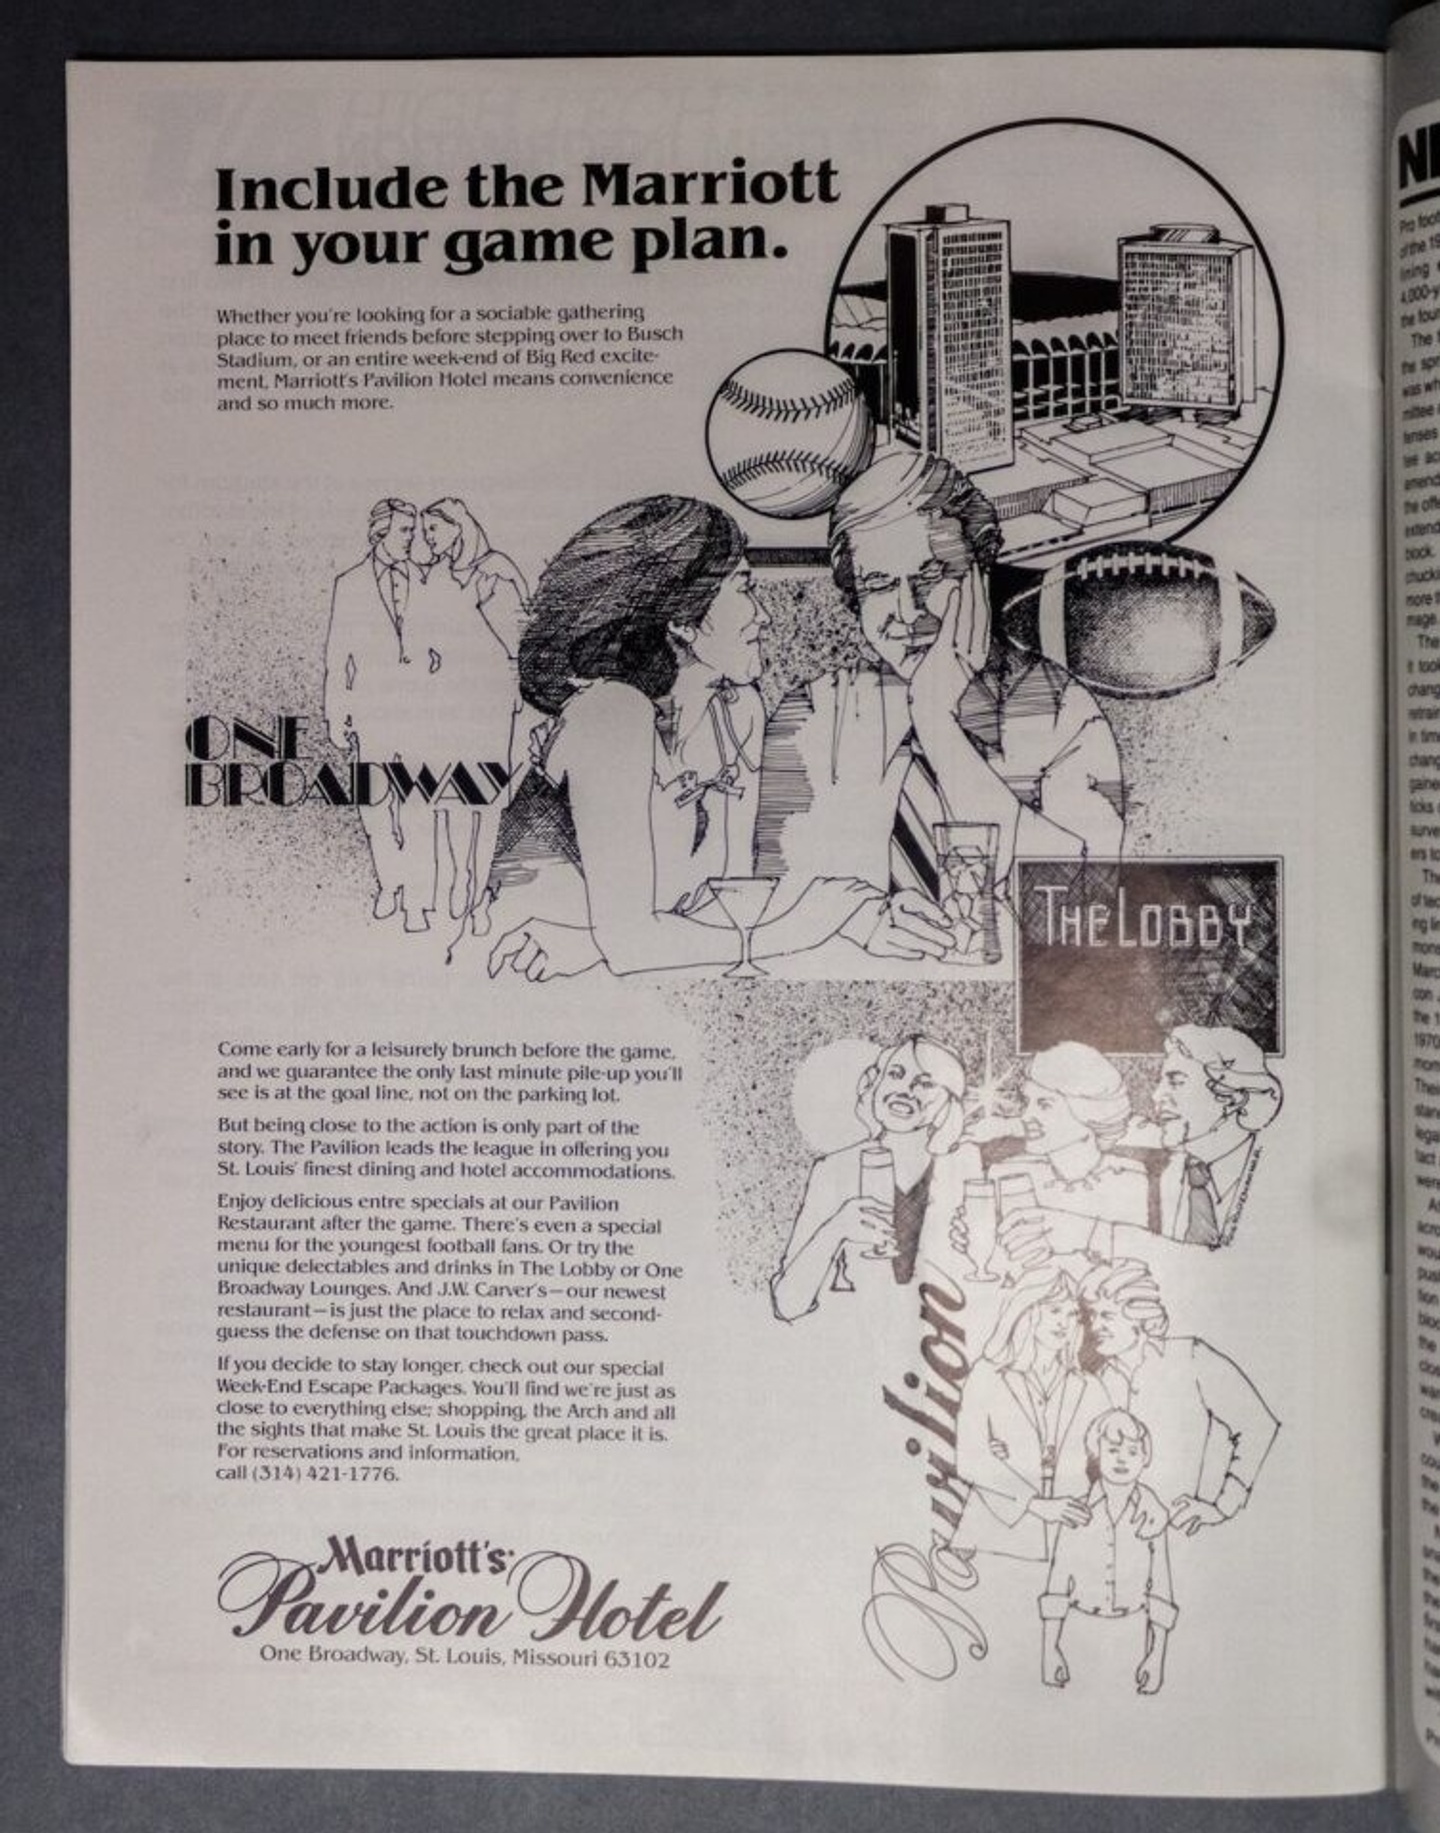 Include the Marriott
in your game plan.
Whether you're looking for a sociable gathering
place to meet friends before stepping over to Busch
Stadium, or an entire week-end of Big Red excite-
ment, Marriott's Pavilion Hotel means convenience
and so much more.
ONE
BROADWAY
THE LOBBY
Come early for a leisurely brunch before the game,
and we guarantee the only last minute pile-up you'll
see is at the goal line, not on the parking lot.
But being close to the action is only part of the
story. The Pavilion leads the league in offering you
St. Louis' finest dining and hotel accommodations.
Enjoy delicious entre specials at our Pavilion
Restaurant after the game. There's even a special
menu for the youngest football fans. Or try the
unique delectables and drinks in The Lobby or One
Broadway Lounges. And J.W. Carver's—our newest
restaurant—is just the place to relax and second-
guess the defense on that touchdown pass.
If you decide to stay longer, check out our special
Week-End Escape Packages. You'll find we're just as
close to everything else; shopping, the Arch and all
the sights that make St. Louis the great place it is.
For reservations and information,
call (314) 421-1776.
Pavilion
Marriott's
Pavilion Hotel
One Broadway, St. Louis, Missouri 63102
Pro
of the
The
the
was